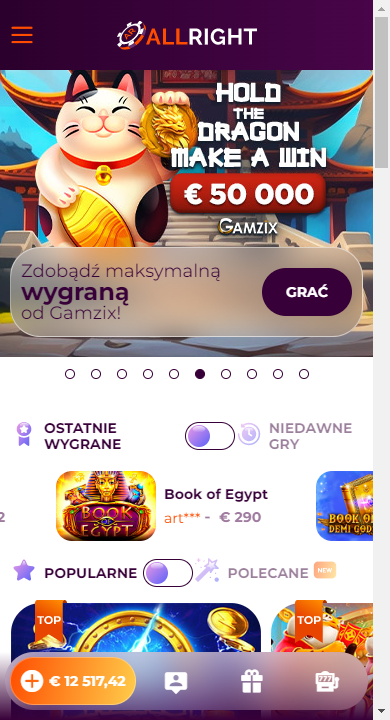 AR ALLRIGHT
HOLD
THE
DRAGON
MAKE A WIN
€ 50 000
GAMZIX
Zdobądź maksymalną
wygraną
od Gamzix!
GRAĆ
OSTATNIE
WYGRANE
NIEDAWNE
GRY
2
BOOK
OF
EGYPT
Book of Egypt
art*** - € 290
BOOK OF
DEMI GOD
POPULARNE
POLECANE
NEW
TOP
TOP
€ 12 517,42
777